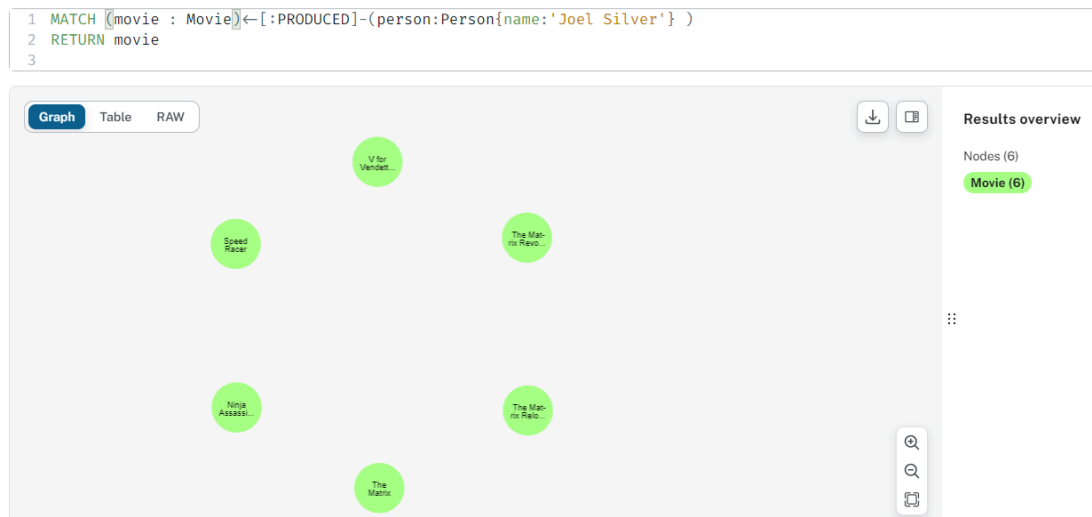 1 MATCH (movie : Movie)<-[:PRODUCED]-(person:Person{name:'Joel Silver'} )
2 RETURN movie
3
Graph Table RAW
Results overview
Nodes (6)
Movie (6)
V for
Vendett...
Speed
Racer
The Mat-
rix Revo...
Ninja
Assassi...
The Mat-
rix Relo...
The
Matrix